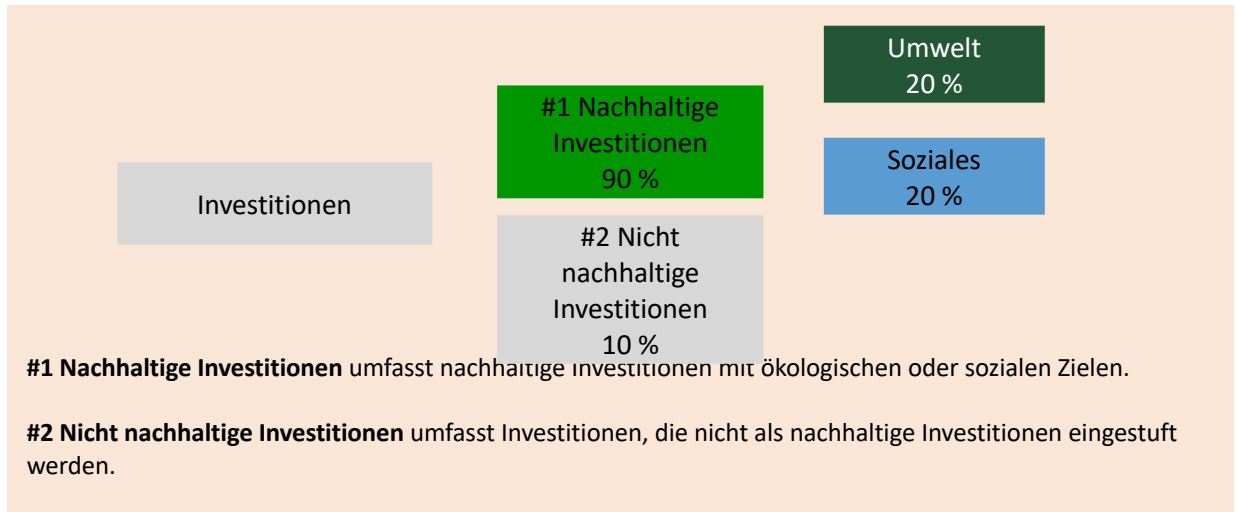 Umwelt
20 %
#1 Nachhaltige
Investitionen
90 %
Soziales
20 %
Investitionen
#2 Nicht
nachhaltige
Investitionen
10 %
#1 Nachhaltige Investitionen umfasst nachhaltige Investitionen mit ökologischen oder sozialen Zielen.
#2 Nicht nachhaltige Investitionen umfasst Investitionen, die nicht als nachhaltige Investitionen eingestuft
werden.